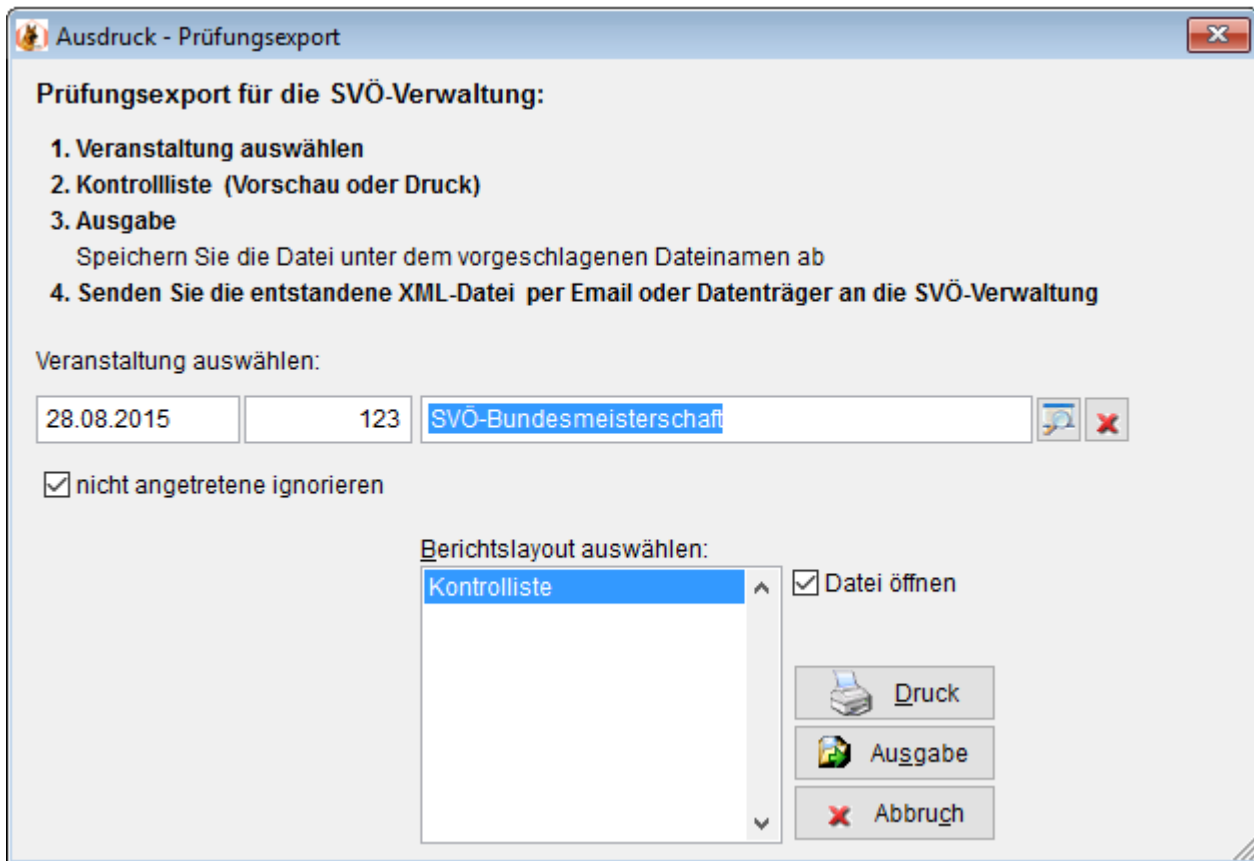 Ausdruck - Prüfungsexport
Prüfungsexport für die SVÖ-Verwaltung:
1. Veranstaltung auswählen
2. Kontrollliste (Vorschau oder Druck)
3. Ausgabe
Speichern Sie die Datei unter dem vorgeschlagenen Dateinamen ab
4. Senden Sie die entstandene XML-Datei per Email oder Datenträger an die SVÖ-Verwaltung
Veranstaltung auswählen:
28.08.2015 123 SVÖ-Bundesmeisterschaft
nicht angetretene ignorieren
Berichtslayout auswählen:
Kontrolliste
Datei öffnen
Druck
Ausgabe
Abbruch